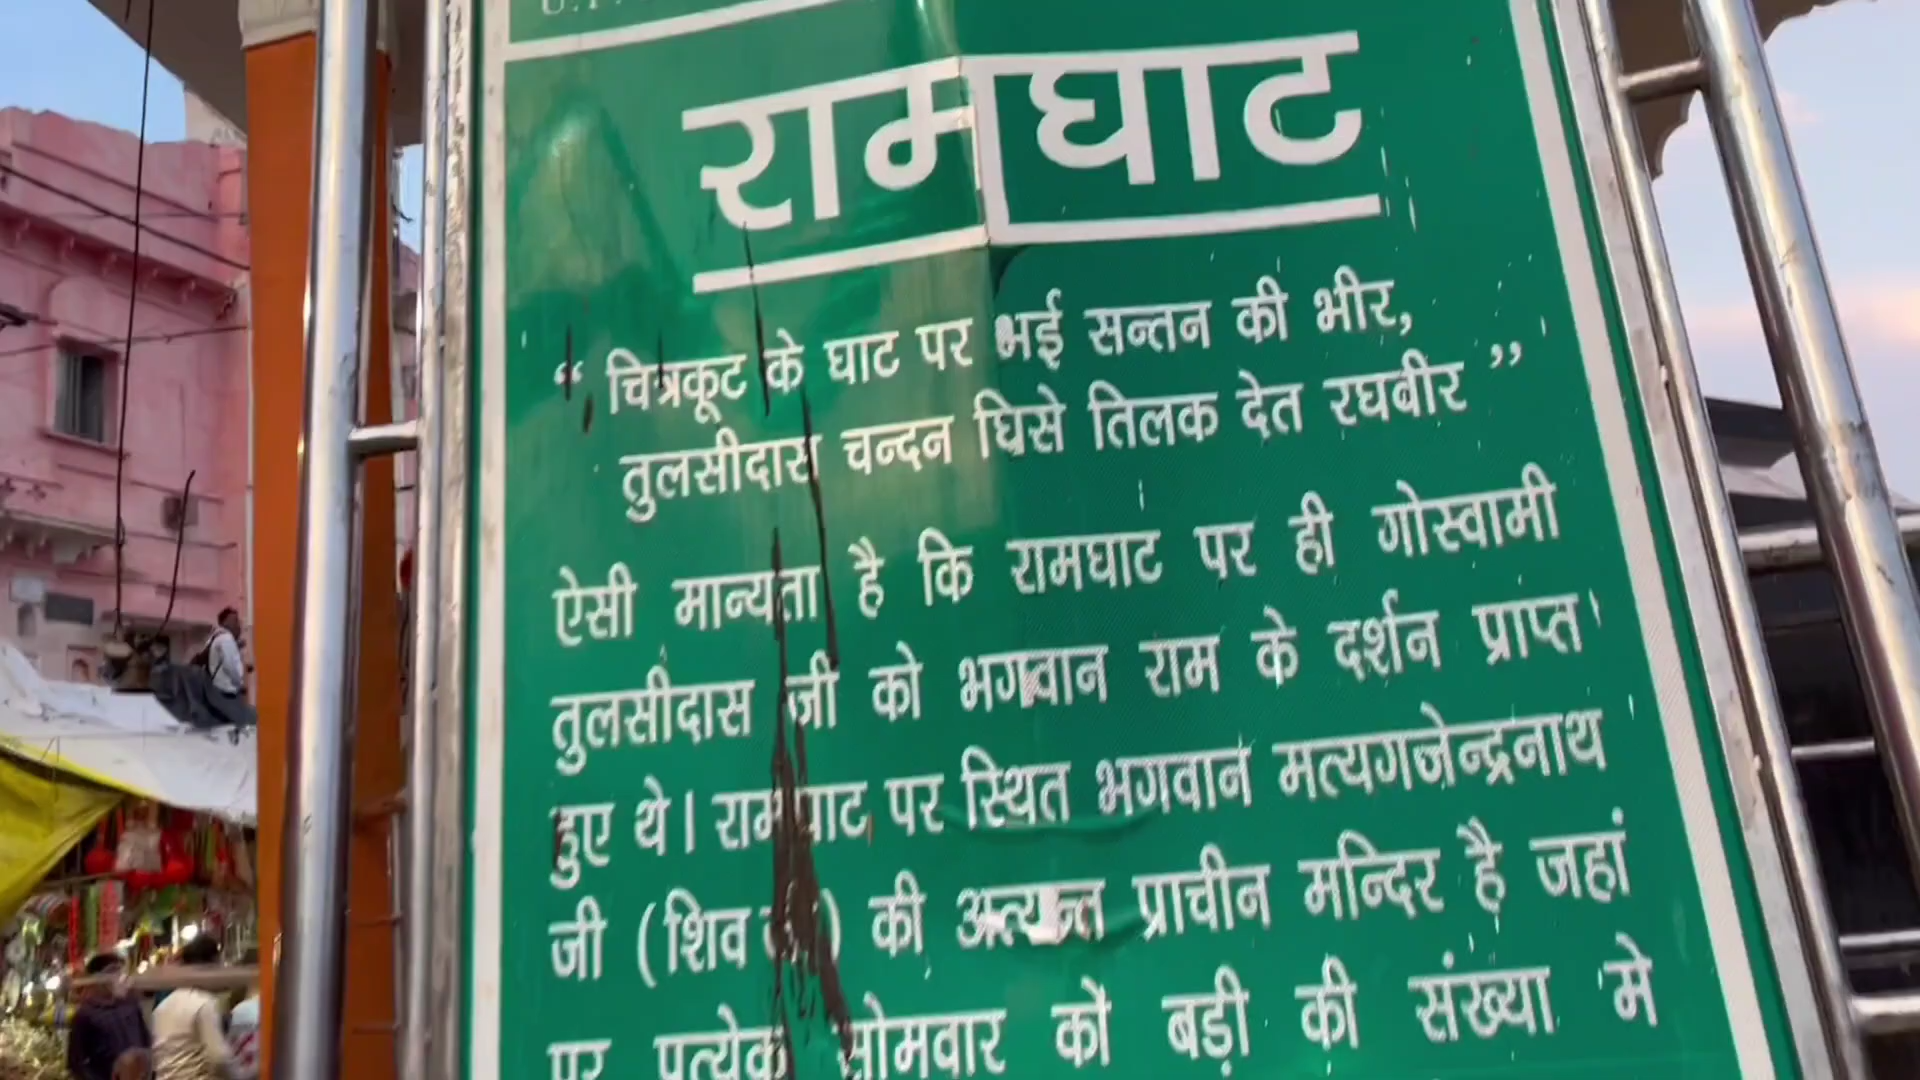 रामघाट
“ चित्रकूट के घाट पर भई सन्तन की भीर,
तुलसीदास चन्दन घिसे तिलक देत रघबीर ”
ऐसी मान्यता है कि रामघाट पर ही गोस्वामी
तुलसीदास जी को भगवान राम के दर्शन प्राप्त
हुए थे। रामघाट पर स्थित भगवान मत्यगजेन्द्रनाथ
जी (शिव जी) की अत्यन्त प्राचीन मन्दिर है जहां
पर प्रत्येक सोमवार को बड़ी की संख्या मे